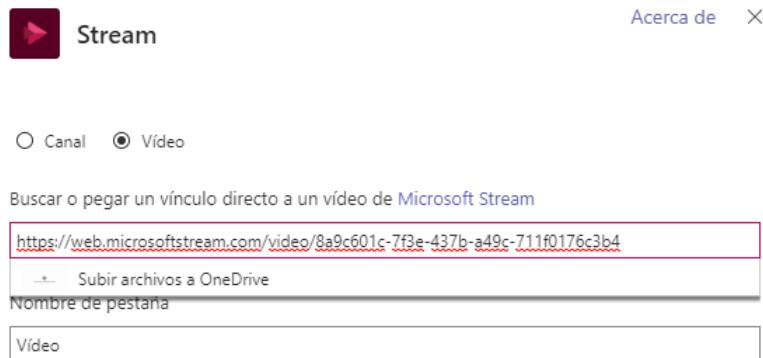 Stream
Acerca de
Canal
Vídeo
Buscar o pegar un vínculo directo a un vídeo de Microsoft Stream
https://web.microsoftstream.com/video/8a9c601c-7f3e-437b-a49c-711f0176c3b4
Subir archivos a OneDrive
Nombre de pestaña
Vídeo